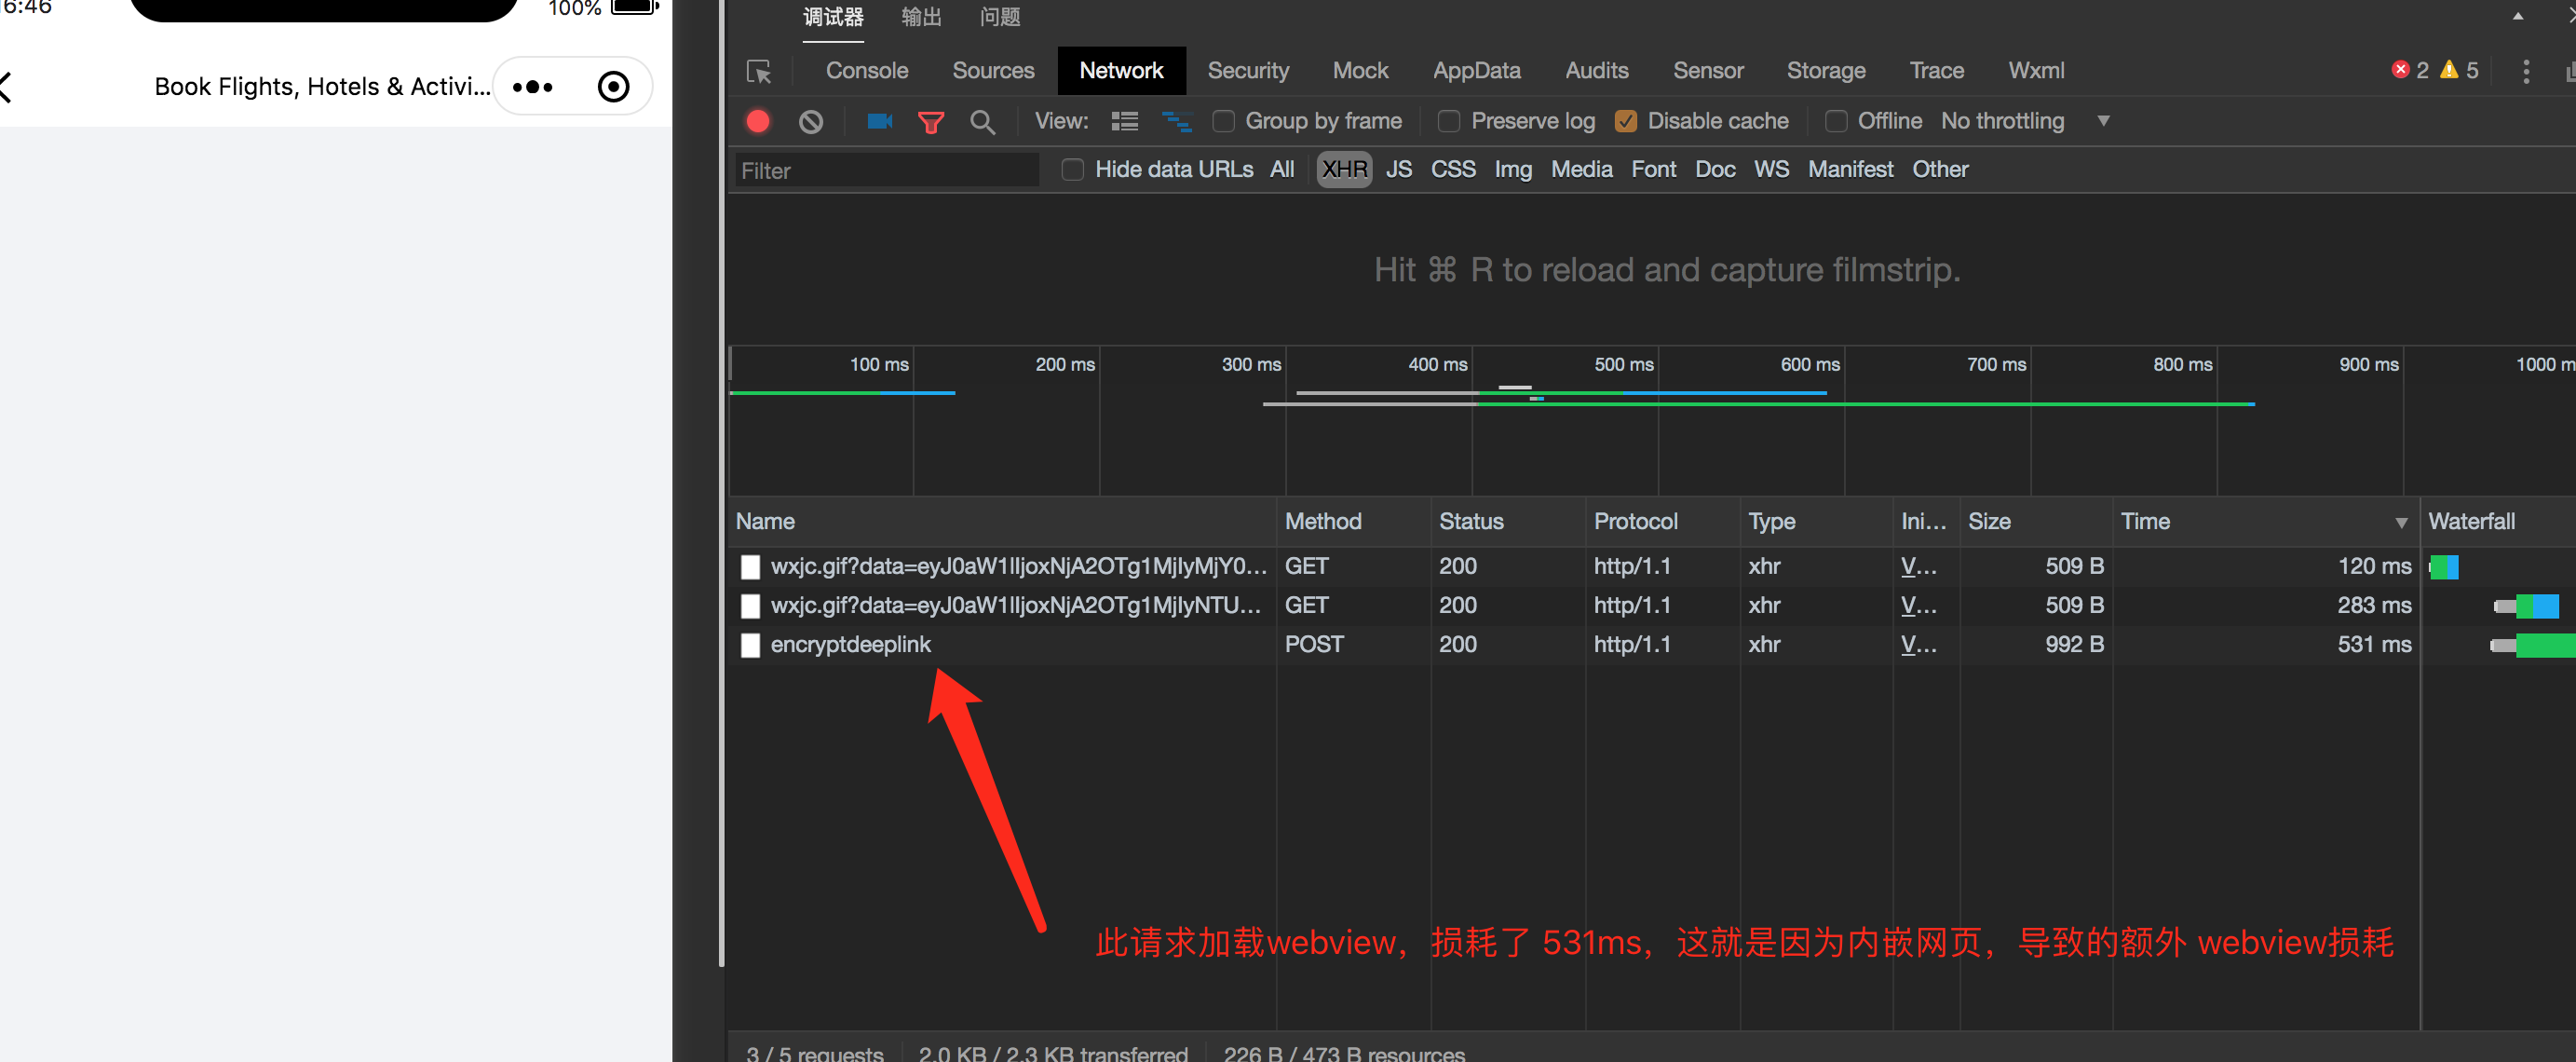 16:46
100%
Book Flights, Hotels & Activi...
调试器 输出 问题
Console Sources Network Security Mock AppData Audits Sensor Storage Trace Wxml 2 5
View: Group by frame Preserve log Disable cache Offline No throttling
Filter Hide data URLs All XHR JS CSS Img Media Font Doc WS Manifest Other
Hit ⌘ R to reload and capture filmstrip.
100 ms 200 ms 300 ms 400 ms 500 ms 600 ms 700 ms 800 ms 900 ms 1000 m
Name Method Status Protocol Type Ini... Size Time Waterfall
wxjc.gif?data=eyJ0aW1lIjoxNjA2OTg1MjIyMjY0... GET 200 http/1.1 xhr V... 509 B 120 ms
wxjc.gif?data=eyJ0aW1lIjoxNjA2OTg1MjIyNTU... GET 200 http/1.1 xhr V... 509 B 283 ms
encryptdeeplink POST 200 http/1.1 xhr V... 992 B 531 ms
此请求加载webview，损耗了 531ms，这就是因为内嵌网页，导致的额外 webview损耗
3 / 5 requests 2.0 KB / 2.3 KB transferred 226 B / 473 B resources